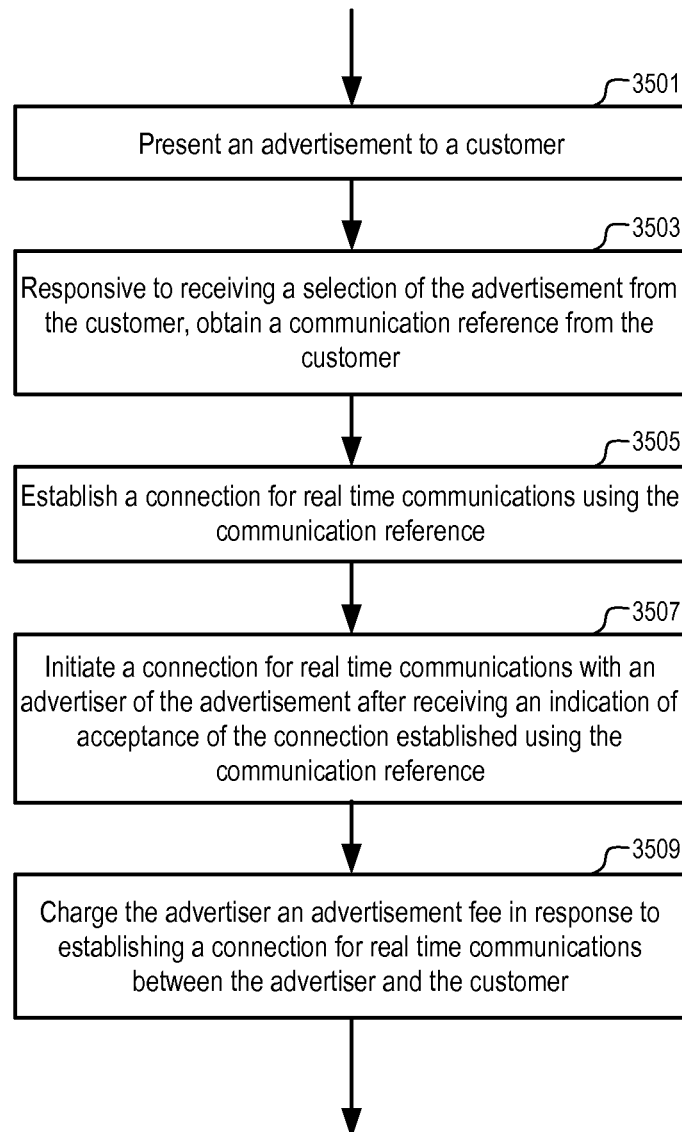 3501
Present an advertisement to a customer
3503
Responsive to receiving a selection of the advertisement from
the customer, obtain a communication reference from the
customer
3505
Establish a connection for real time communications using the
communication reference
3507
Initiate a connection for real time communications with an
advertiser of the advertisement after receiving an indication of
acceptance of the connection established using the
communication reference
3509
Charge the advertiser an advertisement fee in response to
establishing a connection for real time communications
between the advertiser and the customer